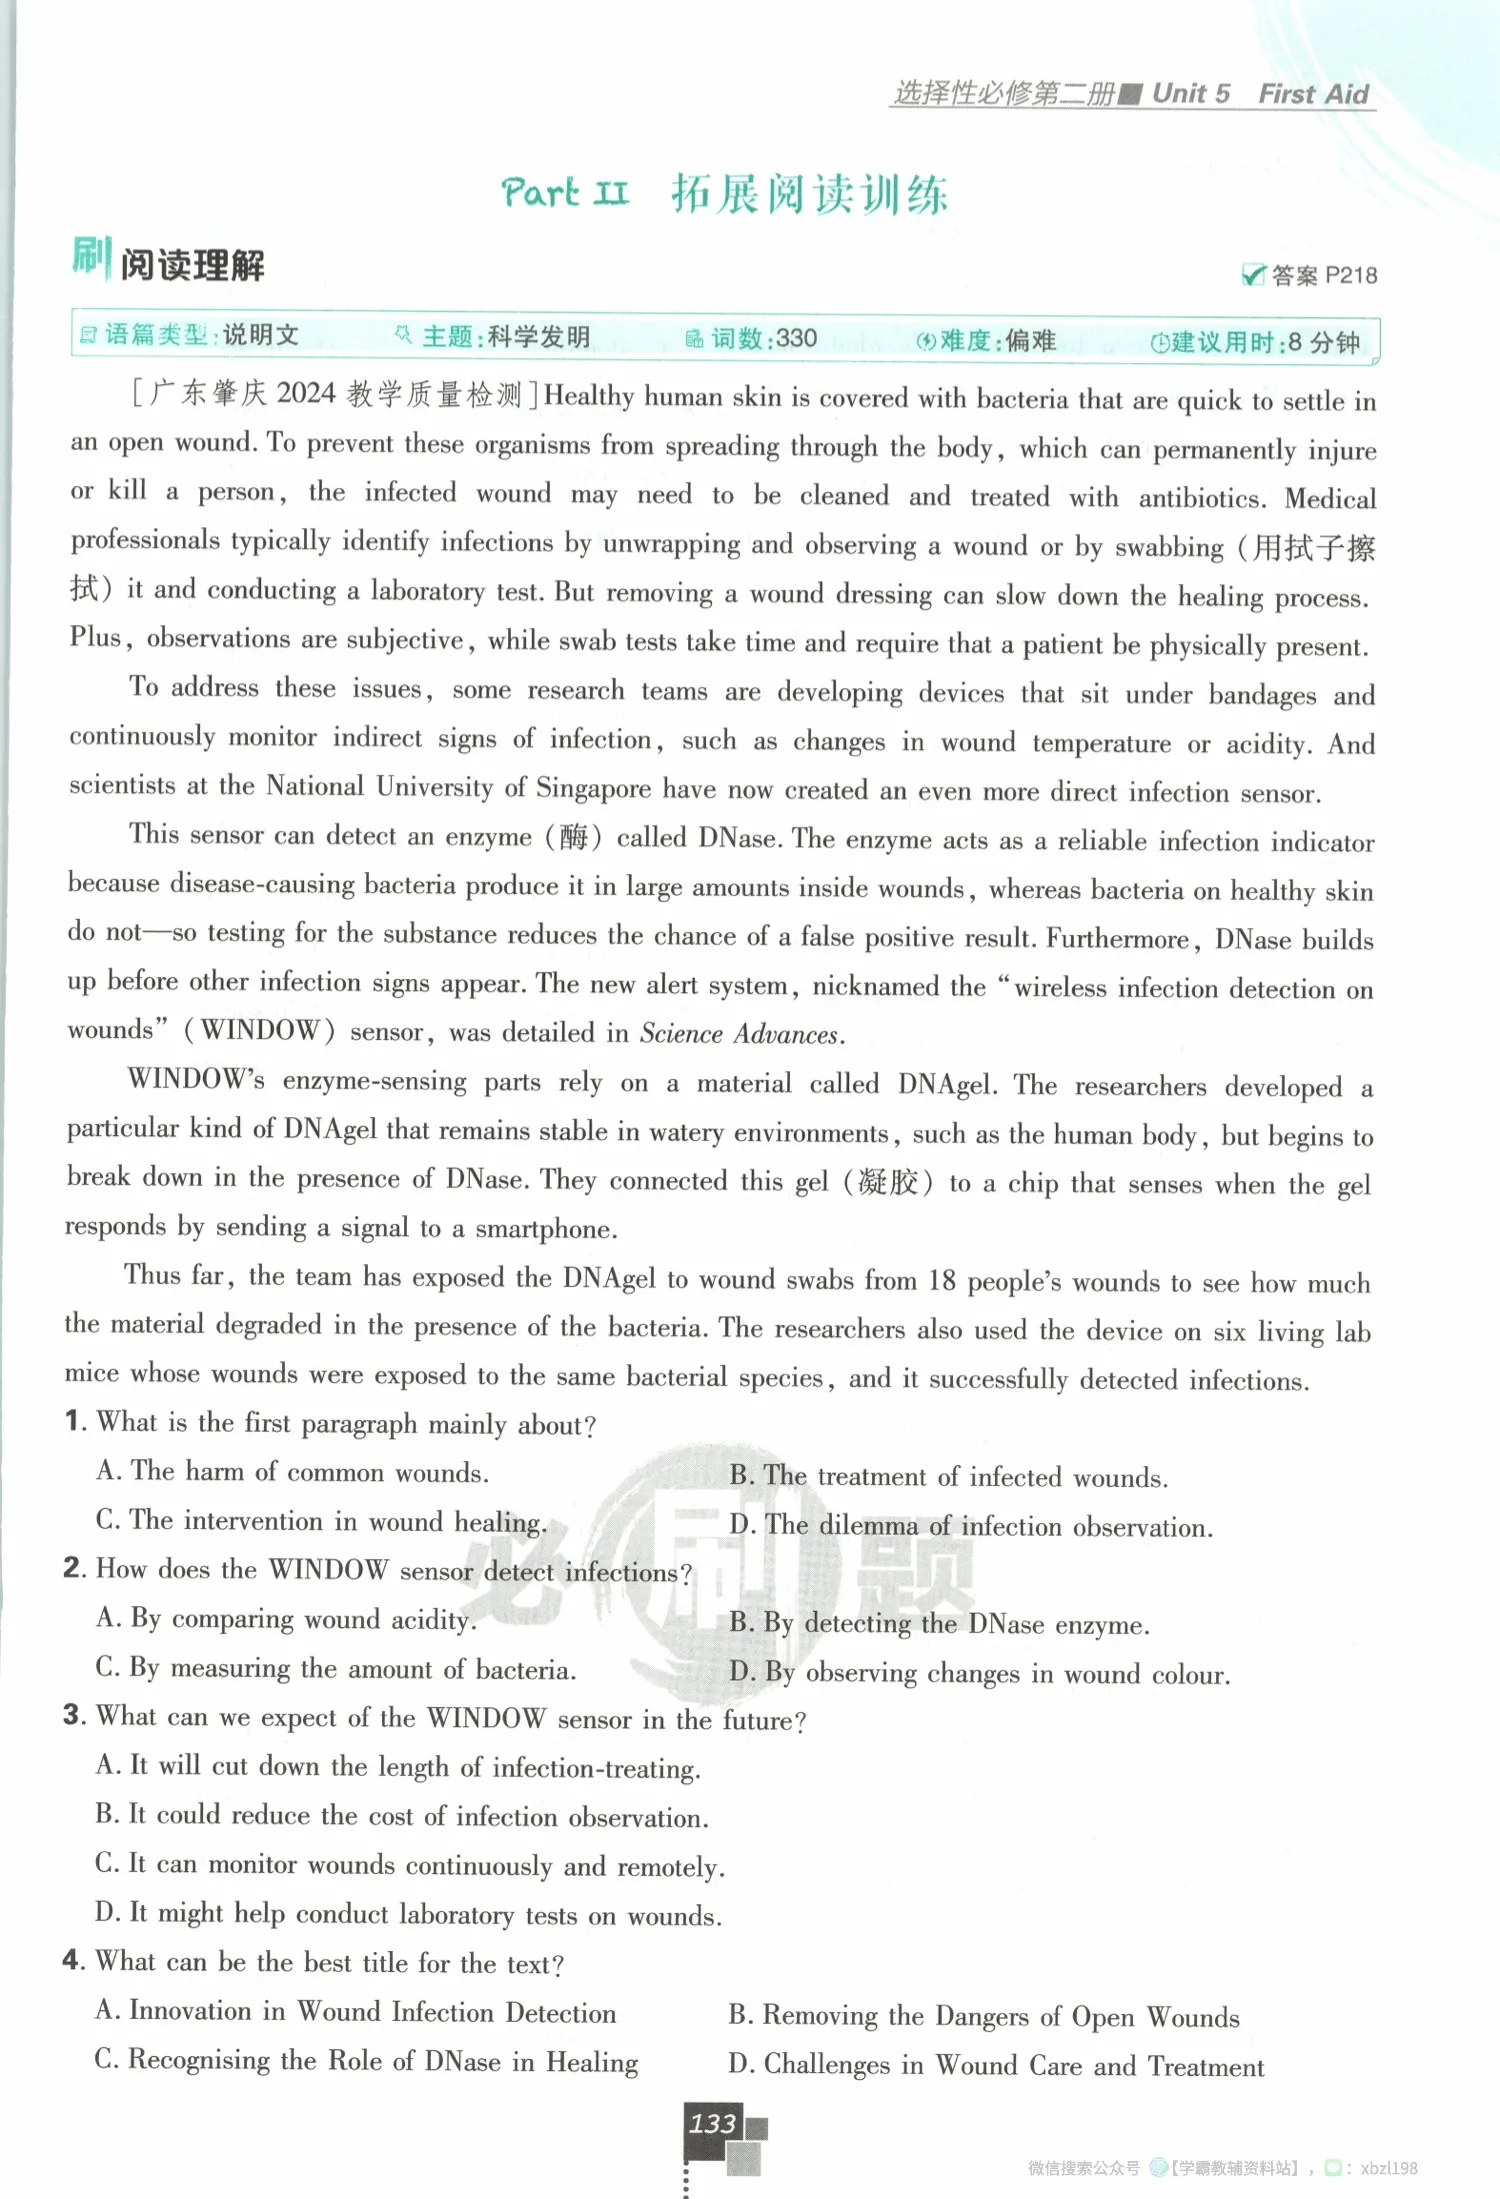 选择性必修第二册 Unit 5 First Aid
Part II 拓展阅读训练
刷 阅读理解
答案 P218
语篇类型:说明文 主题:科学发明 词数:330 难度:偏难 建议用时:8 分钟
[广东肇庆 2024 教学质量检测]Healthy human skin is covered with bacteria that are quick to settle in
an open wound. To prevent these organisms from spreading through the body, which can permanently injure
or kill a person, the infected wound may need to be cleaned and treated with antibiotics. Medical
professionals typically identify infections by unwrapping and observing a wound or by swabbing (用拭子擦
拭) it and conducting a laboratory test. But removing a wound dressing can slow down the healing process.
Plus, observations are subjective, while swab tests take time and require that a patient be physically present.
To address these issues, some research teams are developing devices that sit under bandages and
continuously monitor indirect signs of infection, such as changes in wound temperature or acidity. And
scientists at the National University of Singapore have now created an even more direct infection sensor.
This sensor can detect an enzyme (酶) called DNase. The enzyme acts as a reliable infection indicator
because disease-causing bacteria produce it in large amounts inside wounds, whereas bacteria on healthy skin
do not—so testing for the substance reduces the chance of a false positive result. Furthermore, DNase builds
up before other infection signs appear. The new alert system, nicknamed the “wireless infection detection on
wounds” (WINDOW) sensor, was detailed in Science Advances.
WINDOW’s enzyme-sensing parts rely on a material called DNAgel. The researchers developed a
particular kind of DNAgel that remains stable in watery environments, such as the human body, but begins to
break down in the presence of DNase. They connected this gel (凝胶) to a chip that senses when the gel
responds by sending a signal to a smartphone.
Thus far, the team has exposed the DNAgel to wound swabs from 18 people’s wounds to see how much
the material degraded in the presence of the bacteria. The researchers also used the device on six living lab
mice whose wounds were exposed to the same bacterial species, and it successfully detected infections.
1. What is the first paragraph mainly about?
A. The harm of common wounds. B. The treatment of infected wounds.
C. The intervention in wound healing. D. The dilemma of infection observation.
2. How does the WINDOW sensor detect infections?
A. By comparing wound acidity. B. By detecting the DNase enzyme.
C. By measuring the amount of bacteria. D. By observing changes in wound colour.
3. What can we expect of the WINDOW sensor in the future?
A. It will cut down the length of infection-treating.
B. It could reduce the cost of infection observation.
C. It can monitor wounds continuously and remotely.
D. It might help conduct laboratory tests on wounds.
4. What can be the best title for the text?
A. Innovation in Wound Infection Detection B. Removing the Dangers of Open Wounds
C. Recognising the Role of DNase in Healing D. Challenges in Wound Care and Treatment
必刷题
133
微信搜索公众号【学霸教辅资料站】, : xbzl198